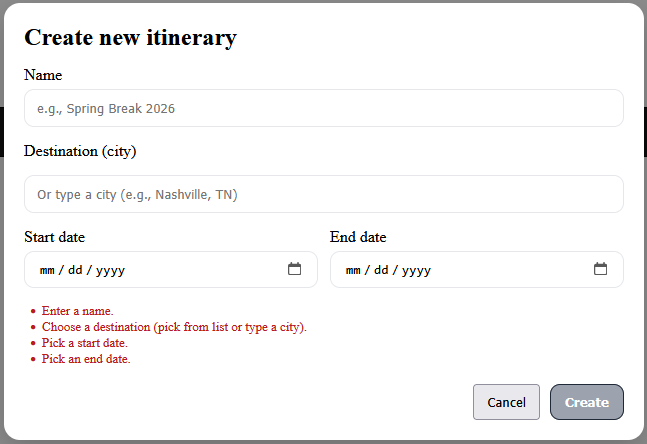 Create new itinerary
Name
e.g., Spring Break 2026
Destination (city)
Or type a city (e.g., Nashville, TN)
Start date End date
mm / dd / yyyy mm / dd / yyyy
• Enter a name.
• Choose a destination (pick from list or type a city).
• Pick a start date.
• Pick an end date.
Cancel Create